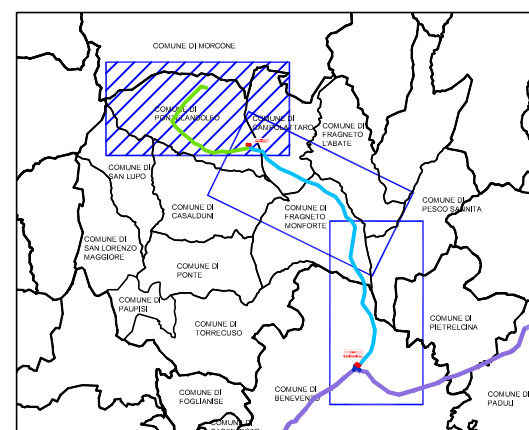 COMUNE DI MORCONE
COMUNE DI
PONTELANDOLFO
COMUNE DI
CAMPOLATTARO
COMUNE DI
FRAGNETO
L'ABATE
COMUNE DI
SAN LUPO
COMUNE DI
CASALDUNI
COMUNE DI
FRAGNETO
MONFORTE
COMUNE DI
PESCO SANNITA
COMUNE DI
SAN LORENZO
MAGGIORE
COMUNE DI
PONTE
COMUNE DI
PAUPISI
COMUNE DI
TORRECUSO
COMUNE DI
PIETRELCINA
COMUNE DI
FOGLIANISE
COMUNE DI
BENEVENTO
COMUNE DI
PADULI
COMUNE DI